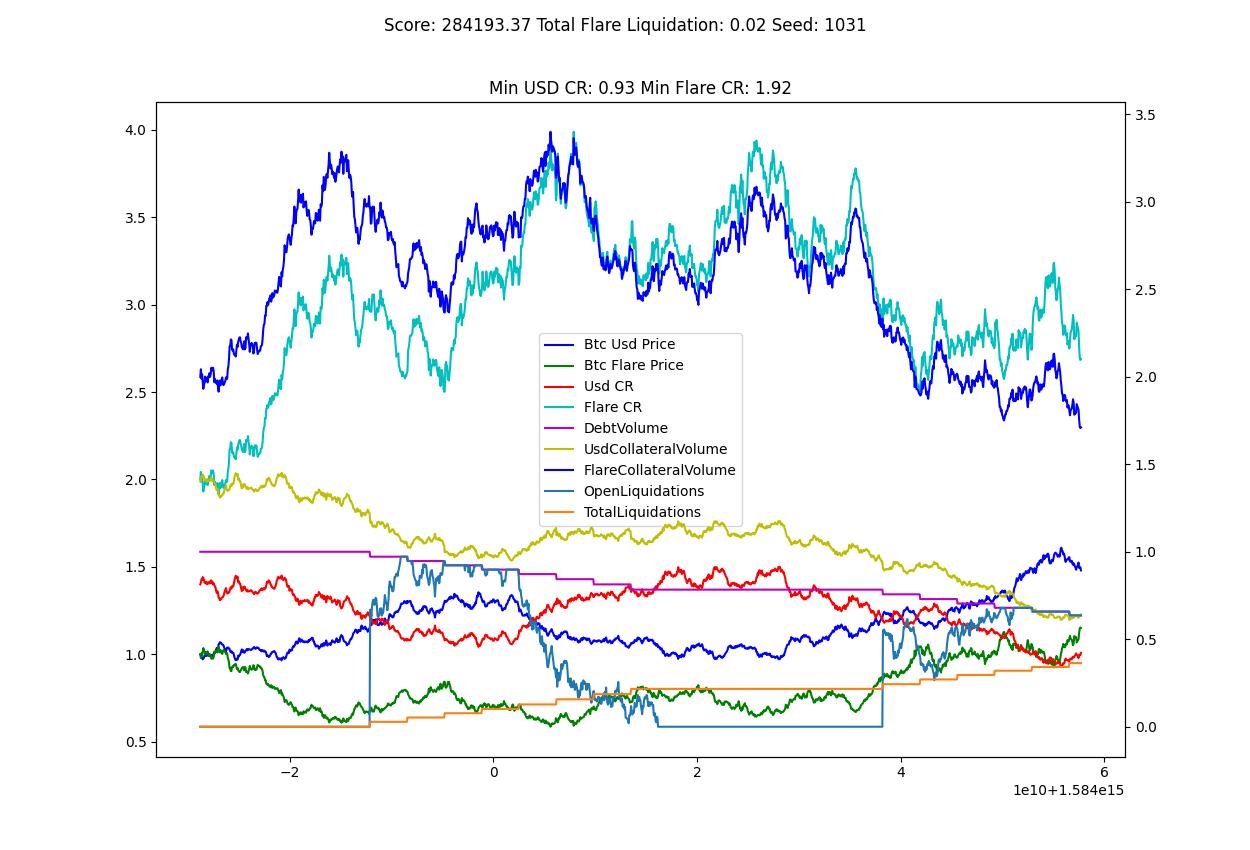 Score: 284193.37 Total Flare Liquidation: 0.02 Seed: 1031
Min USD CR: 0.93 Min Flare CR: 1.92
4.0
3.5
3.0
2.5
2.0
1.5
1.0
0.5
3.5
3.0
2.5
2.0
1.5
1.0
0.5
0.0
Btc Usd Price
Btc Flare Price
Usd CR
Flare CR
DebtVolume
UsdCollateralVolume
FlareCollateralVolume
OpenLiquidations
TotalLiquidations
−2 0 2 4 6
1e10+1.584e15